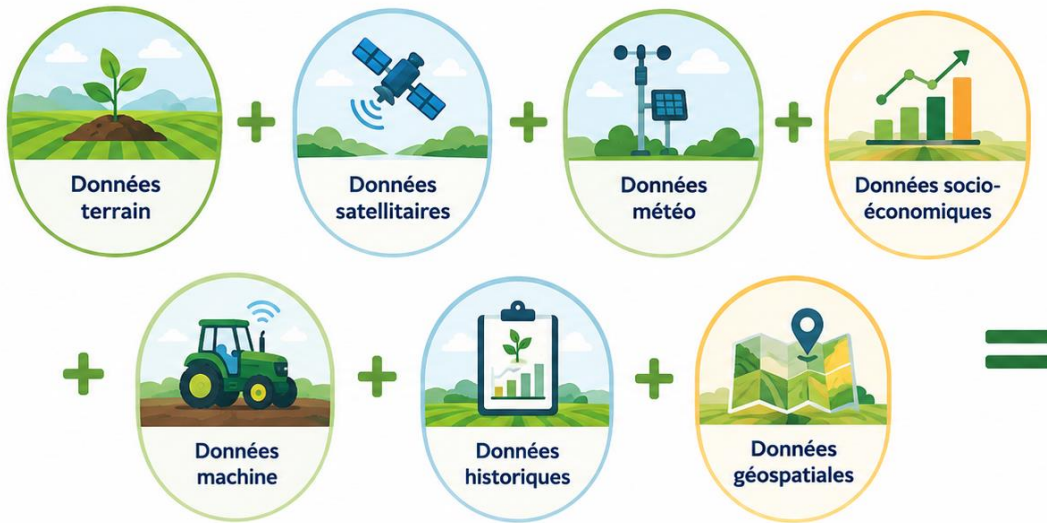 +
+
+
Données
terrain
Données
satellitaires
Données
météo
Données socio-
économiques
+
+
+
=
Données
machine
Données
historiques
Données
géospatiales